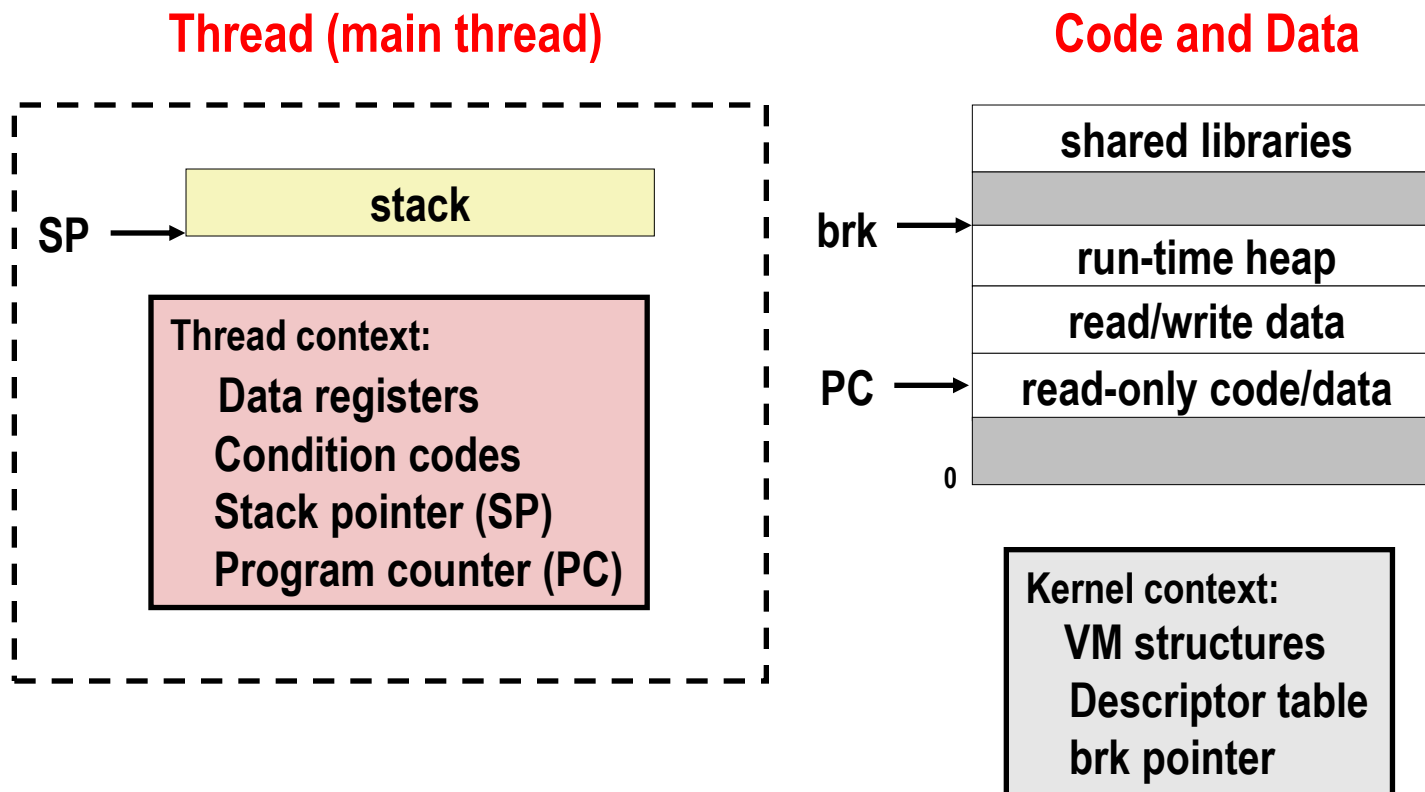 Thread (main thread)
stack
SP
Thread context:
Data registers
Condition codes
Stack pointer (SP)
Program counter (PC)
Code and Data
shared libraries
brk
run-time heap
read/write data
PC
read-only code/data
0
Kernel context:
VM structures
Descriptor table
brk pointer